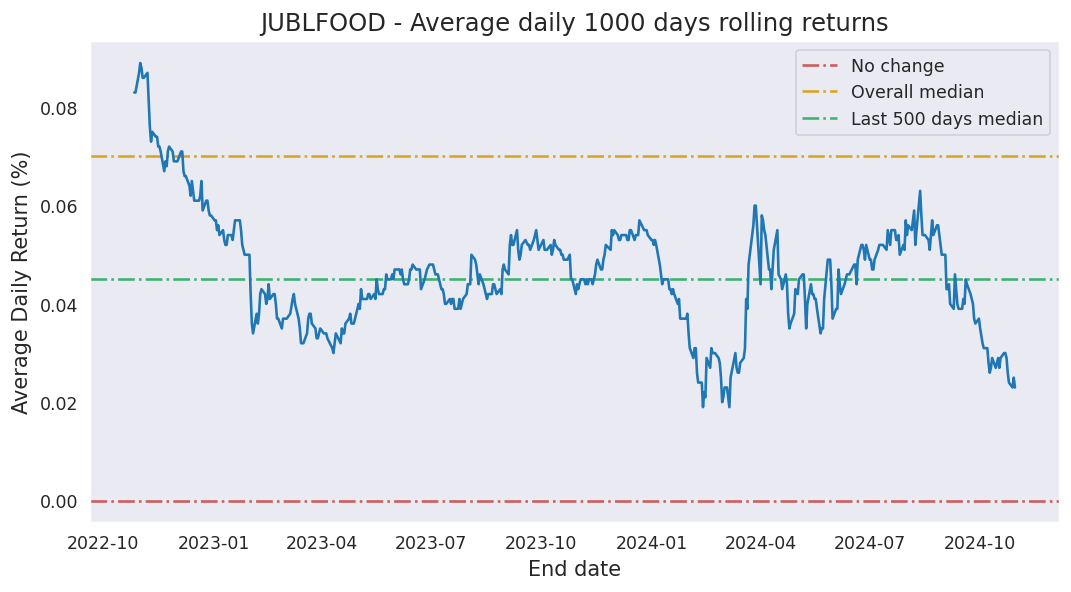 JUBLFOOD - Average daily 1000 days rolling returns
No change
Overall median
Last 500 days median
Average Daily Return (%)
0.08
0.06
0.04
0.02
0.00
2022-10 2023-01 2023-04 2023-07 2023-10 2024-01 2024-04 2024-07 2024-10
End date